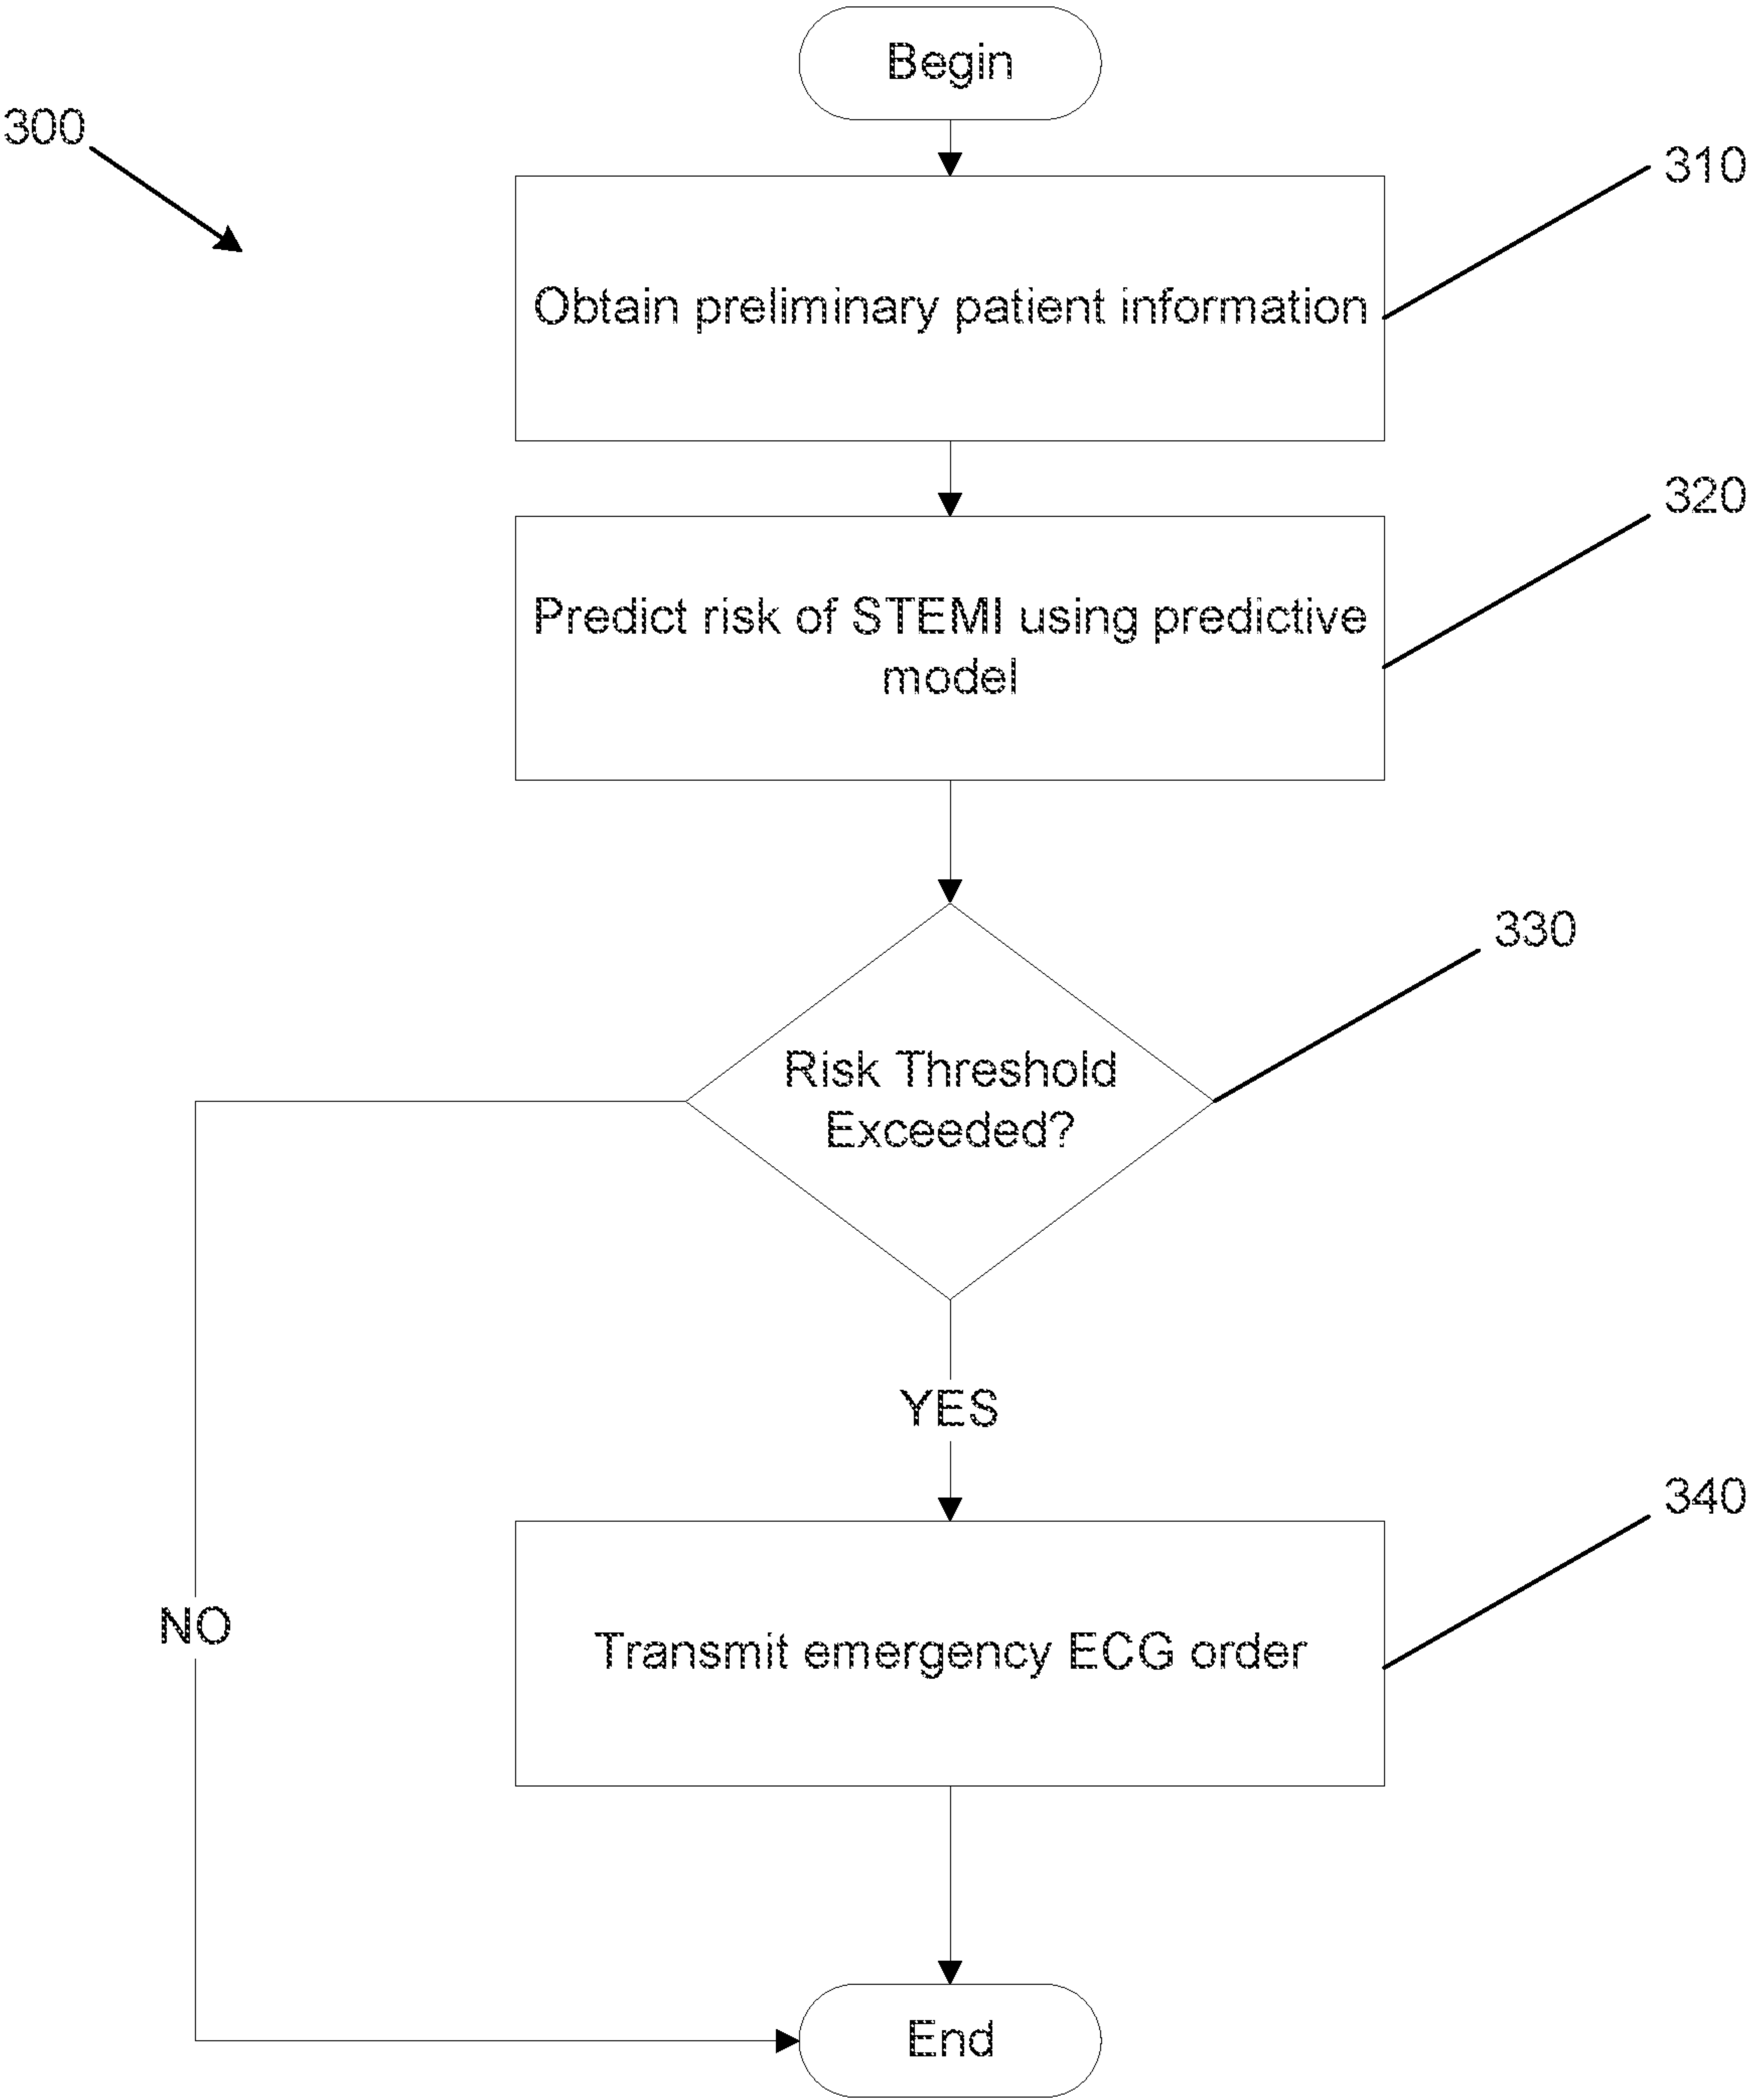 Begin
300
310
Obtain preliminary patient information
320
Predict risk of STEMI using predictive
model
330
Risk Threshold
Exceeded?
YES
340
NO
Transmit emergency ECG order
End